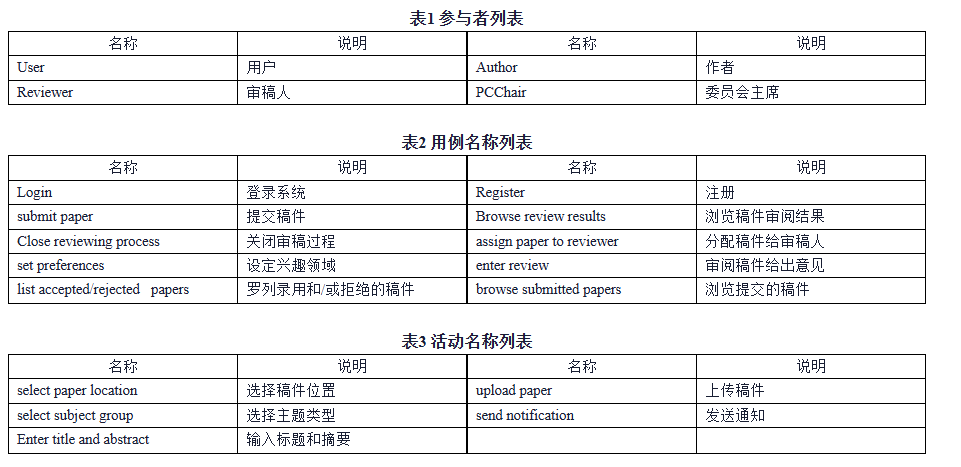 表1 参与者列表
名称 说明 名称 说明
User 用户 Author 作者
Reviewer 审稿人 PCChair 委员会主席
表2 用例名称列表
名称 说明 名称 说明
Login 登录系统 Register 注册
submit paper 提交稿件 Browse review results 浏览稿件审阅结果
Close reviewing process 关闭审稿过程 assign paper to reviewer 分配稿件给审稿人
set preferences 设定兴趣领域 enter review 审阅稿件给出意见
list accepted/rejected papers 罗列录用和/或拒绝的稿件 browse submitted papers 浏览提交的稿件
表3 活动名称列表
名称 说明 名称 说明
select paper location 选择稿件位置 upload paper 上传稿件
select subject group 选择主题类型 send notification 发送通知
Enter title and abstract 输入标题和摘要